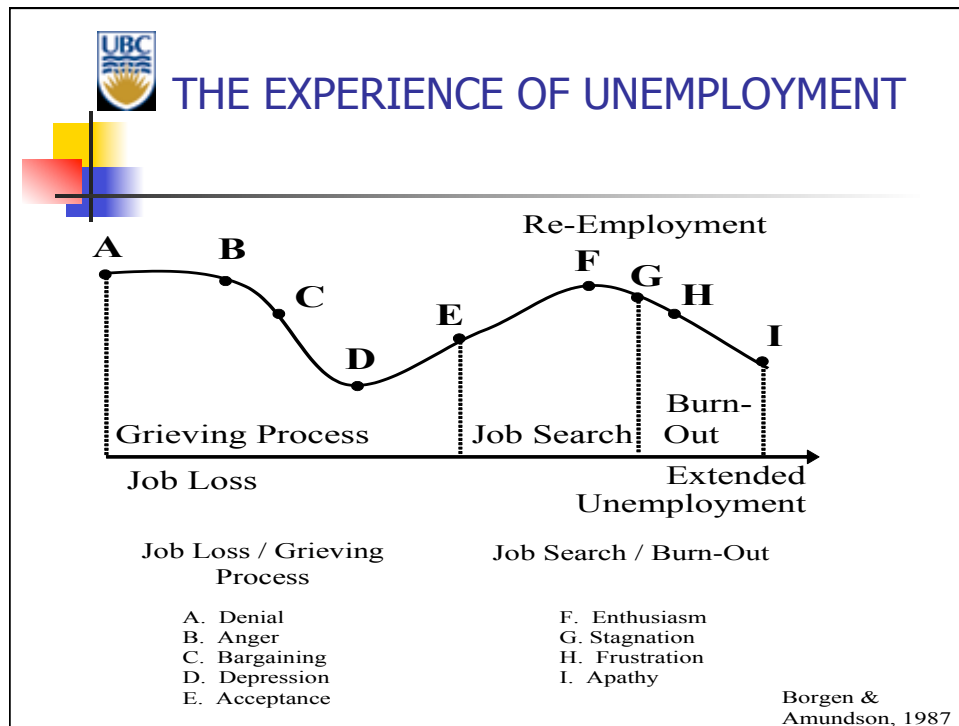 UBC
THE EXPERIENCE OF UNEMPLOYMENT
Re-Employment
A
B
C
D
E
F
G
H
I
Grieving Process
Job Search
Burn-
Out
Job Loss
Extended
Unemployment
Job Loss / Grieving
Process
A. Denial
B. Anger
C. Bargaining
D. Depression
E. Acceptance
Job Search / Burn-Out
F. Enthusiasm
G. Stagnation
H. Frustration
I. Apathy
Borgen &
Amundson, 1987